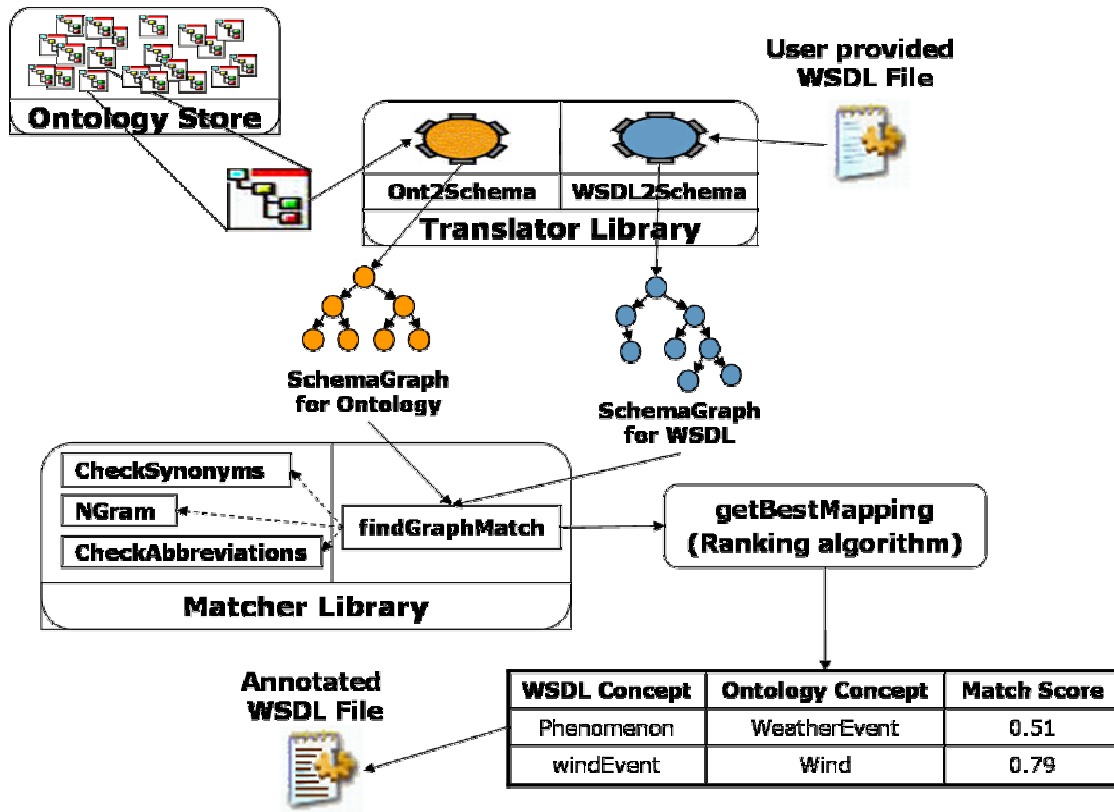 Ontology Store
User provided
WSDL File
Ont2Schema
WSDL2Schema
Translator Library
SchemaGraph
for Ontology
SchemaGraph
for WSDL
CheckSynonyms
NGram
CheckAbbreviations
findGraphMatch
Matcher Library
getBestMapping
(Ranking algorithm)
Annotated
WSDL File
WSDL Concept Ontology Concept Match Score
Phenomenon WeatherEvent 0.51
windEvent Wind 0.79